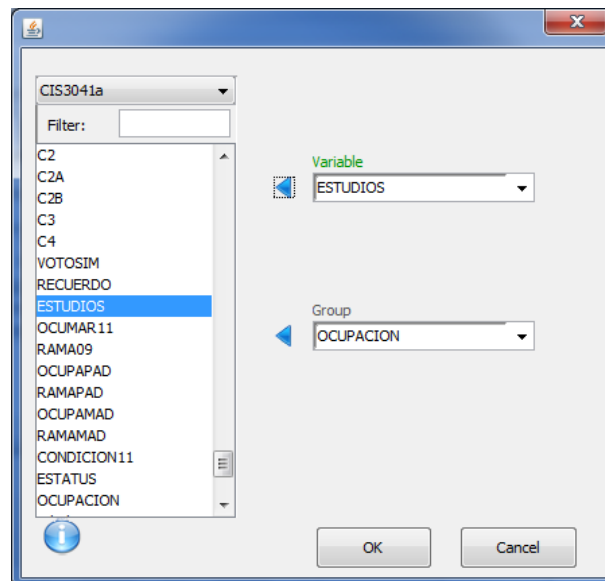 CIS3041a
Filter:
C2
C2A
C2B
C3
C4
VOTOSIM
RECUERDO
ESTUDIOS
OCUMAR11
RAMA09
OCUPAPAD
RAMAPAD
OCUPAMAD
RAMAMAD
CONDICION11
ESTATUS
OCUPACION
Variable
ESTUDIOS
Group
OCUPACION
OK
Cancel